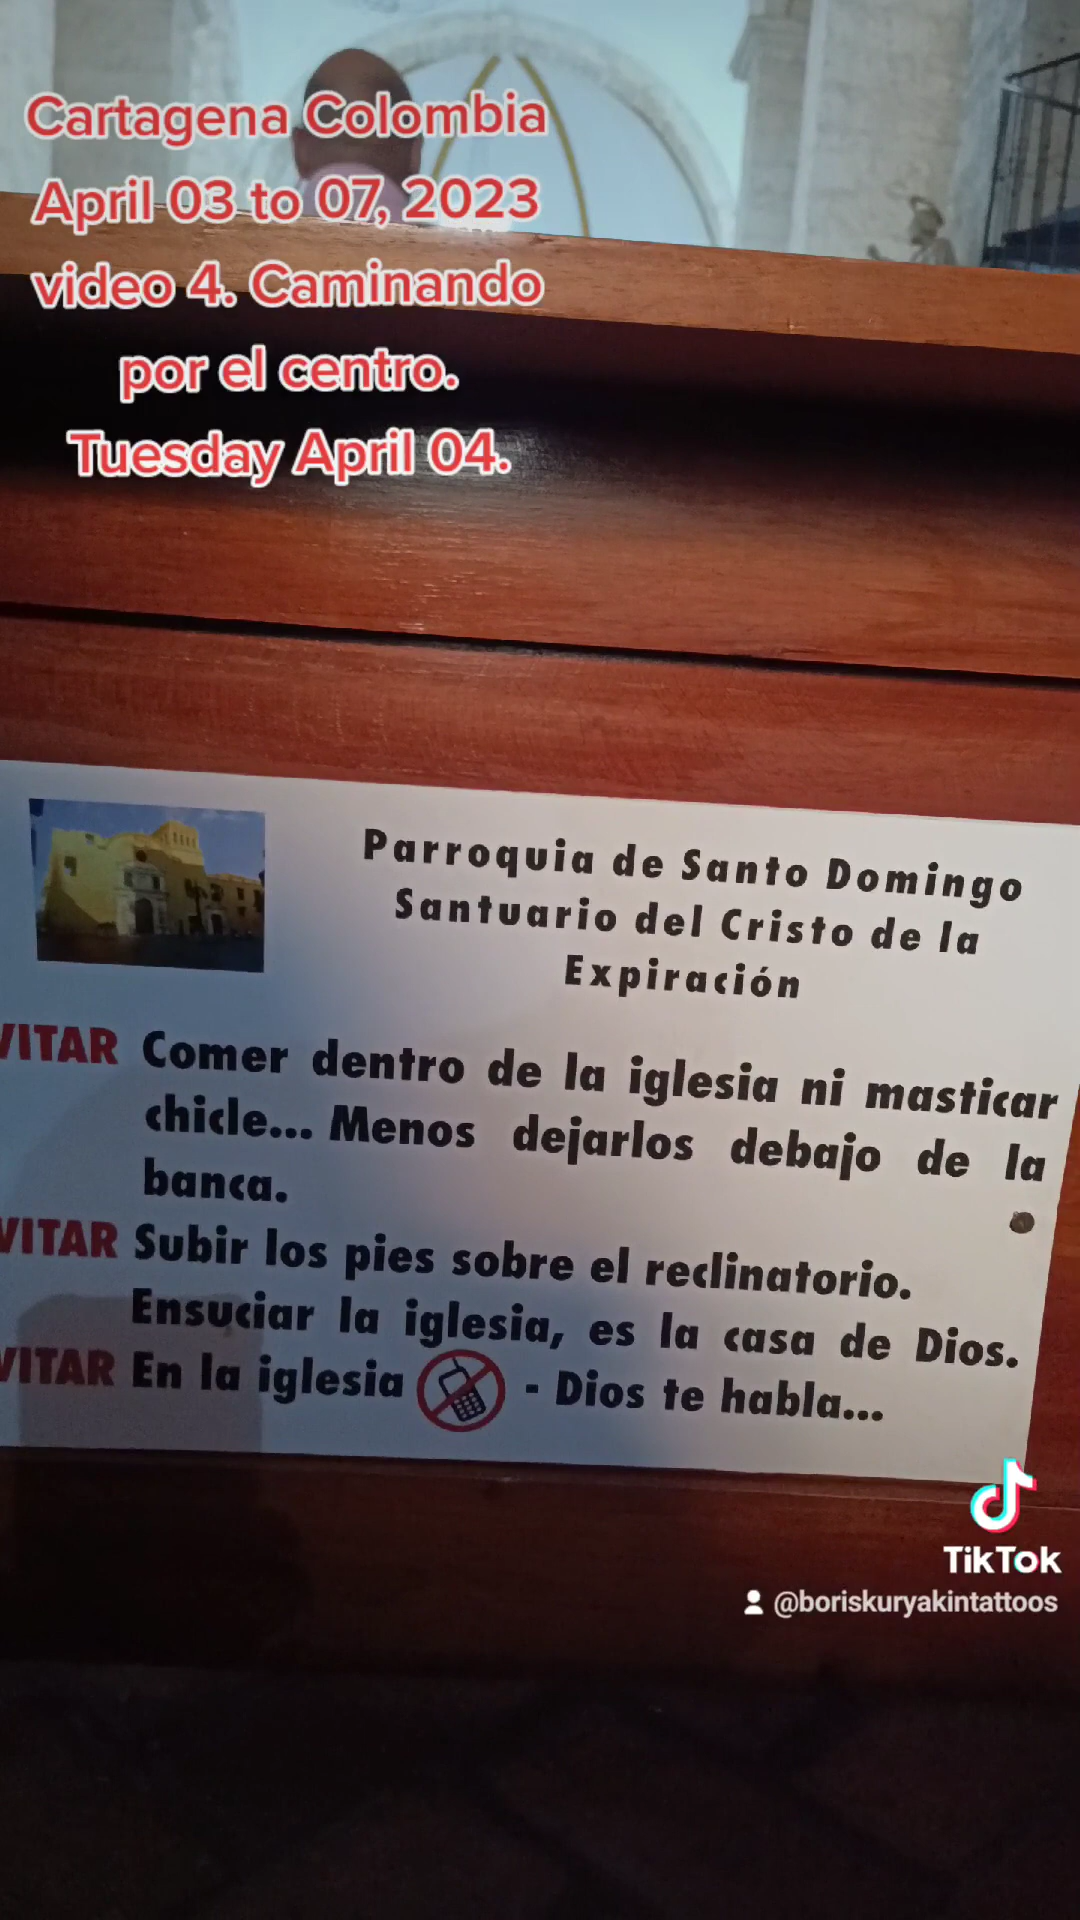 Cartagena Colombia
April 03 to 07, 2023
video 4. Caminando
por el centro.
Tuesday April 04.
Parroquia de Santo Domingo
Santuario del Cristo de la
Expiración
VITAR Comer dentro de la iglesia ni masticar
chicle... Menos dejarlos debajo de la
banca.
VITAR Subir los pies sobre el reclinatorio.
Ensuciar la iglesia, es la casa de Dios.
VITAR En la iglesia - Dios te habla...
TikTok
@boriskuryakintattoos